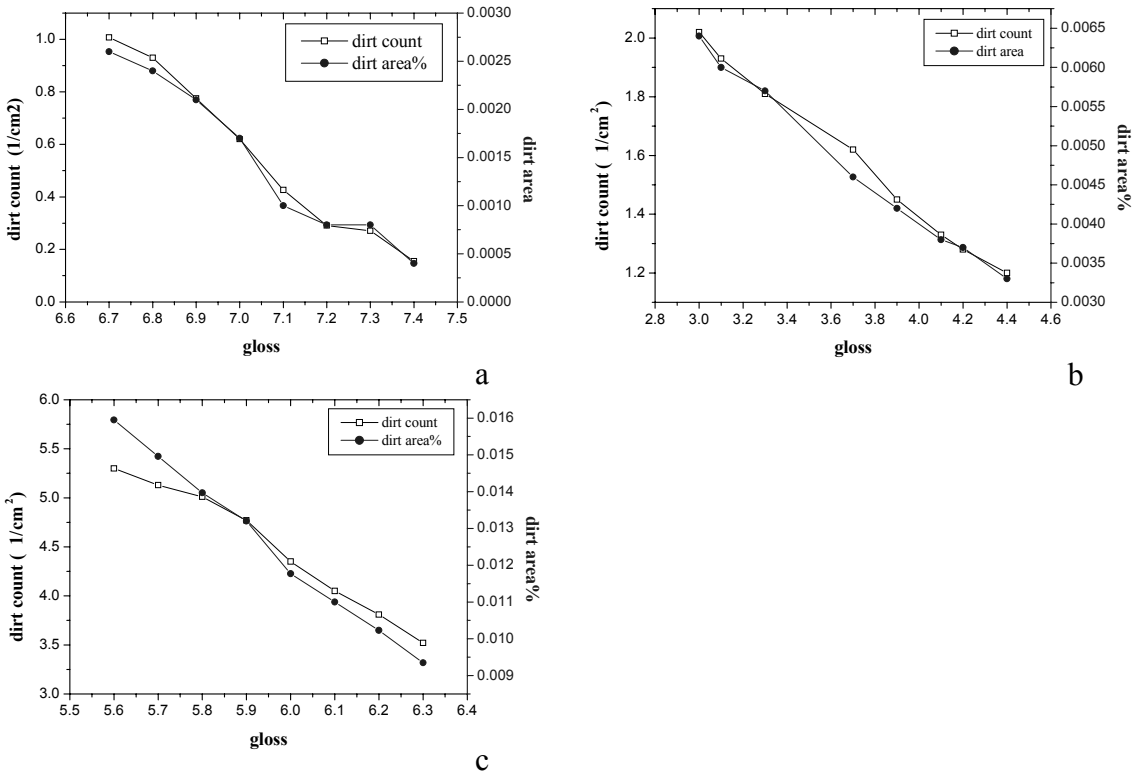 dirt count (1/cm2)
1.0
0.8
0.6
0.4
0.2
0.0
6.6 6.7 6.8 6.9 7.0 7.1 7.2 7.3 7.4 7.5
gloss
0.0030
0.0025
0.0020
0.0015
0.0010
0.0005
0.0000
dirt area
dirt count
dirt area%
a
dirt count ( 1/cm²)
2.0
1.8
1.6
1.4
1.2
2.8 3.0 3.2 3.4 3.6 3.8 4.0 4.2 4.4 4.6
gloss
0.0065
0.0060
0.0055
0.0050
0.0045
0.0040
0.0035
0.0030
dirt area%
dirt count
dirt area
b
dirt count ( 1/cm²)
6.0
5.5
5.0
4.5
4.0
3.5
3.0
5.5 5.6 5.7 5.8 5.9 6.0 6.1 6.2 6.3 6.4
gloss
0.016
0.015
0.014
0.013
0.012
0.011
0.010
0.009
dirt area%
dirt count
dirt area%
c